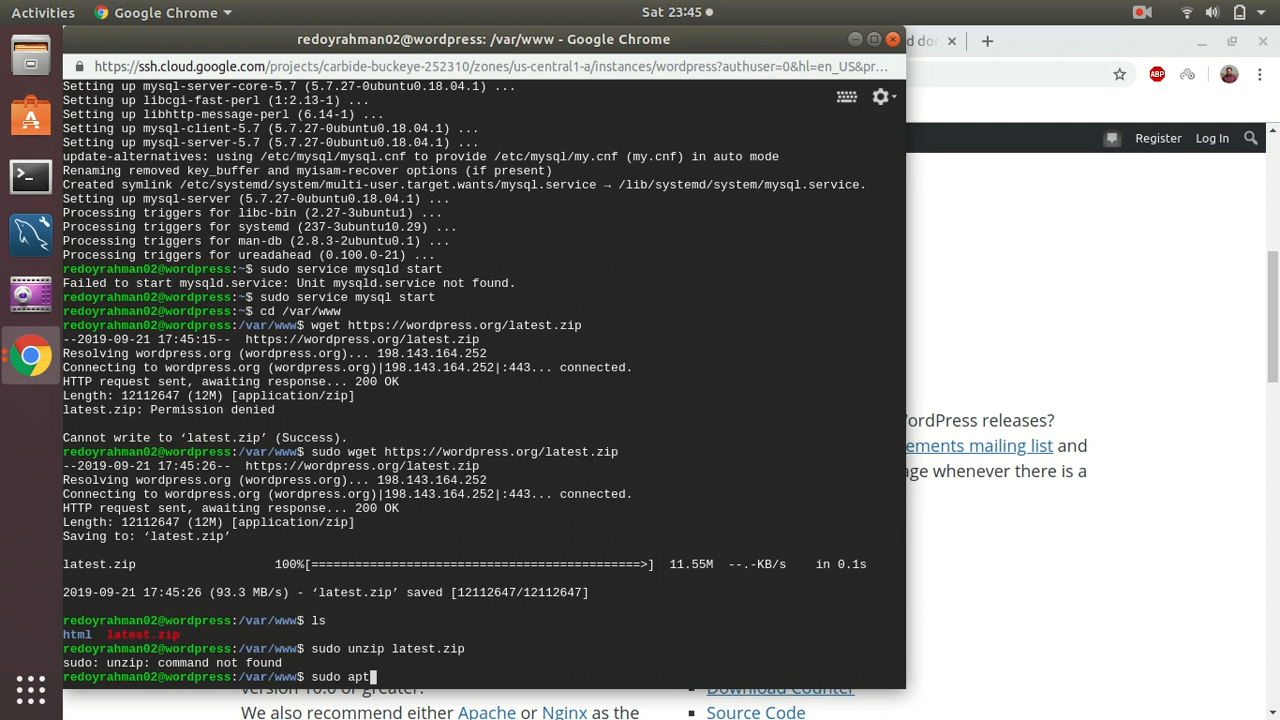 Activities
Google Chrome
Sat 23:45
redoyrahman02@wordpress: /var/www - Google Chrome
https://ssh.cloud.google.com/projects/carbide-buckeye-252310/zones/us-central1-a/instances/wordpress?authuser=0&hl=en_US&pr…
Setting up mysql-server-core-5.7 (5.7.27-0ubuntu0.18.04.1) ...
Setting up libcgi-fast-perl (1:2.13-1) ...
Setting up libhttp-message-perl (6.14-1) ...
Setting up mysql-client-5.7 (5.7.27-0ubuntu0.18.04.1) ...
Setting up mysql-server-5.7 (5.7.27-0ubuntu0.18.04.1) ...
update-alternatives: using /etc/mysql/mysql.cnf to provide /etc/mysql/my.cnf (my.cnf) in auto mode
Renaming removed key_buffer and myisam-recover options (if present)
Created symlink /etc/systemd/system/multi-user.target.wants/mysql.service → /lib/systemd/system/mysql.service.
Setting up mysql-server (5.7.27-0ubuntu0.18.04.1) ...
Processing triggers for libc-bin (2.27-3ubuntu1) ...
Processing triggers for systemd (237-3ubuntu10.29) ...
Processing triggers for man-db (2.8.3-2ubuntu0.1) ...
Processing triggers for ureadahead (0.100.0-21) ...
redoyrahman02@wordpress:~$ sudo service mysqld start
Failed to start mysqld.service: Unit mysqld.service not found.
redoyrahman02@wordpress:~$ sudo service mysql start
redoyrahman02@wordpress:~$ cd /var/www
redoyrahman02@wordpress:/var/www$ wget https://wordpress.org/latest.zip
--2019-09-21 17:45:15--  https://wordpress.org/latest.zip
Resolving wordpress.org (wordpress.org)... 198.143.164.252
Connecting to wordpress.org (wordpress.org)|198.143.164.252|:443... connected.
HTTP request sent, awaiting response... 200 OK
Length: 12112647 (12M) [application/zip]
latest.zip: Permission denied
Cannot write to ‘latest.zip’ (Success).
redoyrahman02@wordpress:/var/www$ sudo wget https://wordpress.org/latest.zip
--2019-09-21 17:45:26--  https://wordpress.org/latest.zip
Resolving wordpress.org (wordpress.org)... 198.143.164.252
Connecting to wordpress.org (wordpress.org)|198.143.164.252|:443... connected.
HTTP request sent, awaiting response... 200 OK
Length: 12112647 (12M) [application/zip]
Saving to: ‘latest.zip’
latest.zip 100%[=============================================>] 11.55M --.-KB/s in 0.1s
2019-09-21 17:45:26 (93.3 MB/s) - ‘latest.zip’ saved [12112647/12112647]
redoyrahman02@wordpress:/var/www$ ls
html latest.zip
redoyrahman02@wordpress:/var/www$ sudo unzip latest.zip
sudo: unzip: command not found
redoyrahman02@wordpress:/var/www$ sudo apt
ABP
Register
Log In
WordPress releases?
mailing list and
whenever there is a
or greater.
Download Counter
We also recommend either Apache or Nginx as the
Source Code